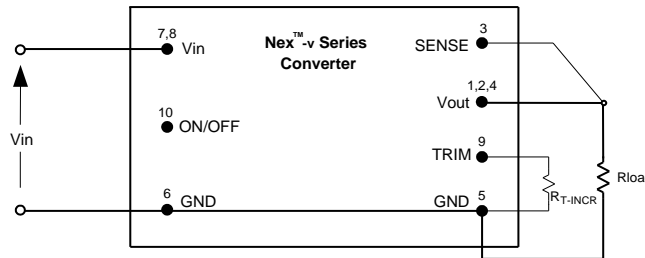 Nex™-v Series
Converter
7,8
Vin
10
ON/OFF
6
GND
3
SENSE
1,2,4
Vout
9
TRIM
5
GND
RT-INCR
Rloa
Vin